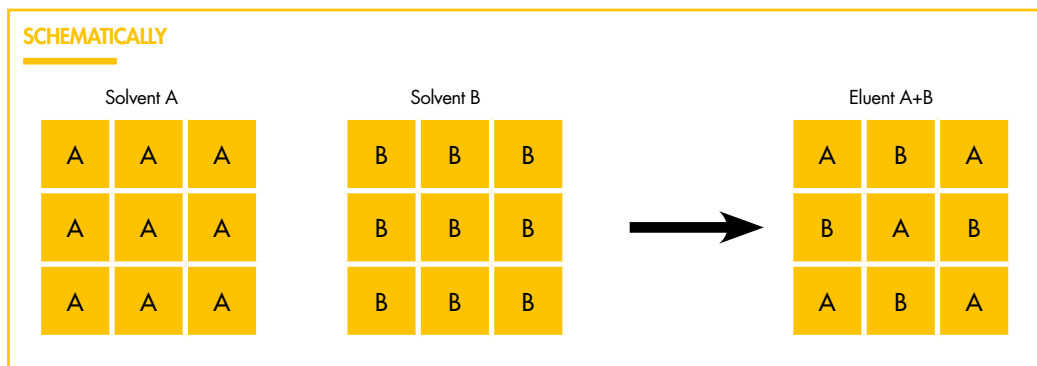 SCHEMATICALLY
Solvent A
A A A
A A A
A A A
Solvent B
B B B
B B B
B B B
Eluent A+B
A B A
B A B
A B A